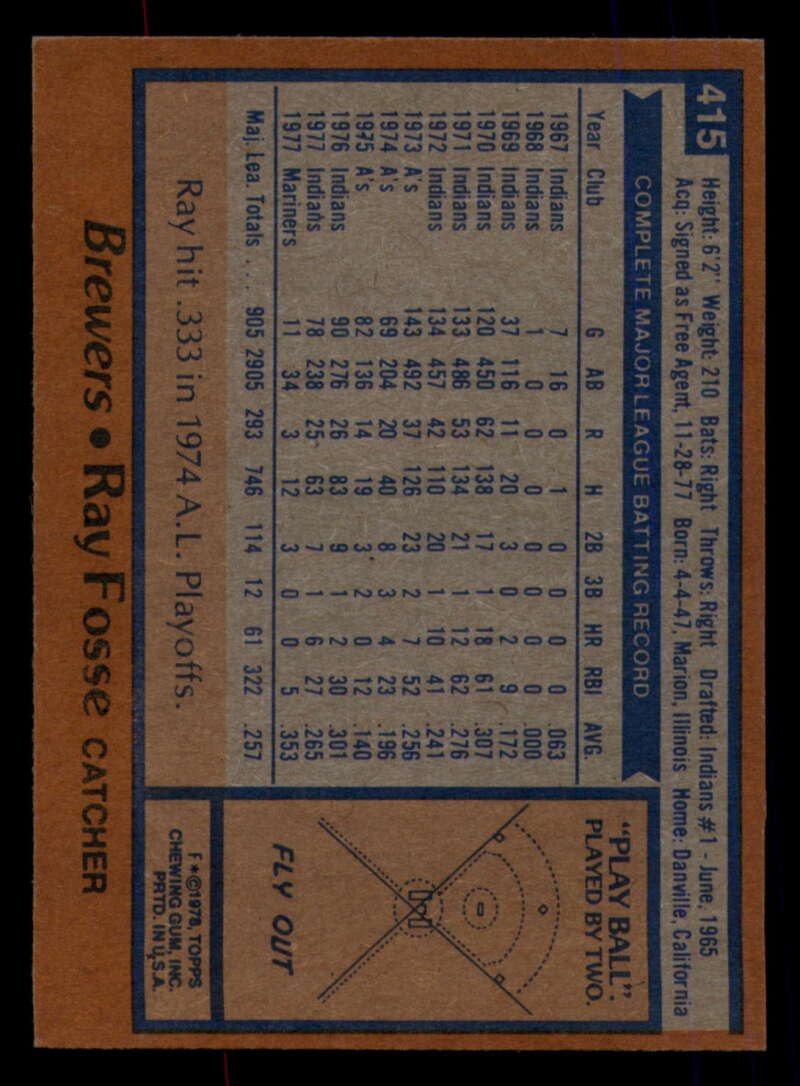 415
Height: 6'2" Weight: 210 Bats: Right Throws: Right Drafted: Indians #1 - June, 1965
Acq: Signed as Free Agent, 11-28-77 Born: 4-4-47, Marion, Illinois Home: Danville, California
COMPLETE MAJOR LEAGUE BATTING RECORD
Year Club G AB R H 2B 3B HR RBI AVG.
1967 Indians 7 16 0 1 0 0 0 0 .063
1968 Indians 1 0 0 0 0 0 0 0 .000
1969 Indians 37 116 11 20 3 0 2 9 .172
1970 Indians 120 450 62 138 17 1 18 61 .307
1971 Indians 133 486 53 134 21 1 12 62 .276
1972 Indians 134 457 42 110 20 1 10 41 .241
1973 A's 143 492 37 126 23 2 7 52 .256
1974 A's 69 204 20 40 8 3 4 23 .196
1975 A's 82 136 14 19 3 2 0 12 .140
1976 Indians 90 276 26 83 9 1 2 30 .301
1977 Indians 78 238 25 63 7 1 6 27 .265
1977 Mariners 11 34 3 12 3 0 0 5 .353
Maj. Lea. Totals . . . 905 2905 293 746 114 12 61 322 .257
Ray hit .333 in 1974 A.L. Playoffs.
"PLAY BALL".
PLAYED BY TWO.
FLY OUT
F*©1978, TOPPS
CHEWING GUM, INC.
PRTD. IN U.S.A.
Brewers • Ray Fosse CATCHER